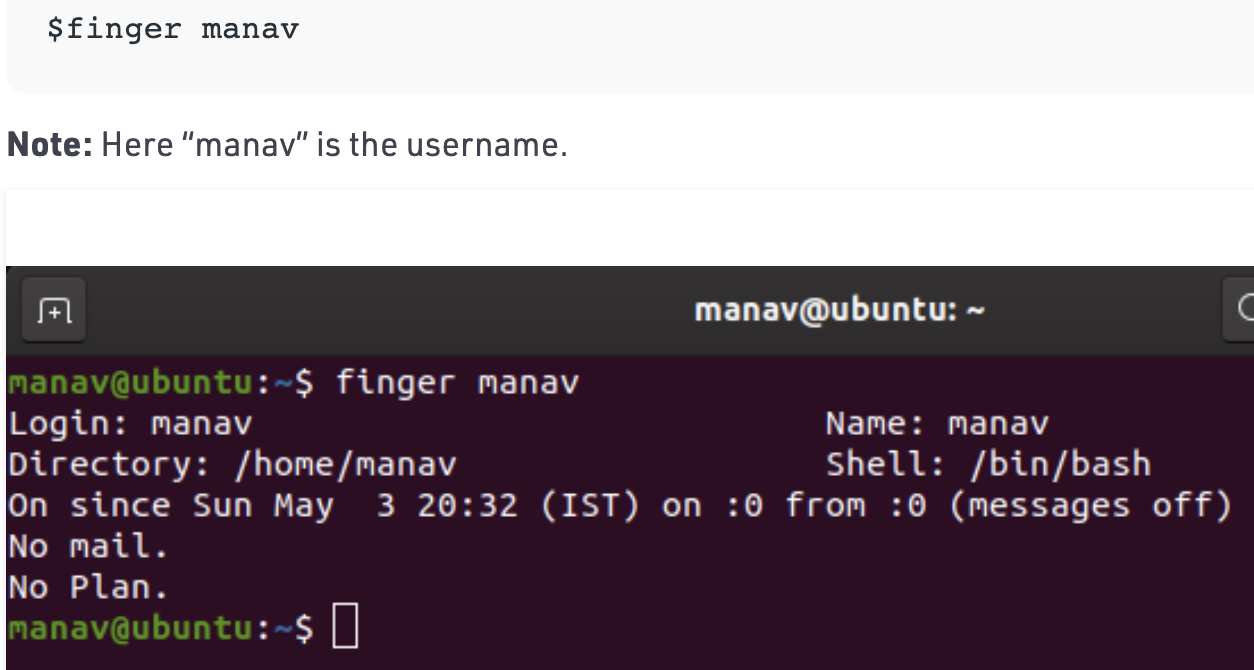 $finger manav
Note: Here “manav” is the username.
manav@ubuntu: ~
manav@ubuntu:~$ finger manav
Login: manav Name: manav
Directory: /home/manav Shell: /bin/bash
On since Sun May  3 20:32 (IST) on :0 from :0 (messages off)
No mail.
No Plan.
manav@ubuntu:~$